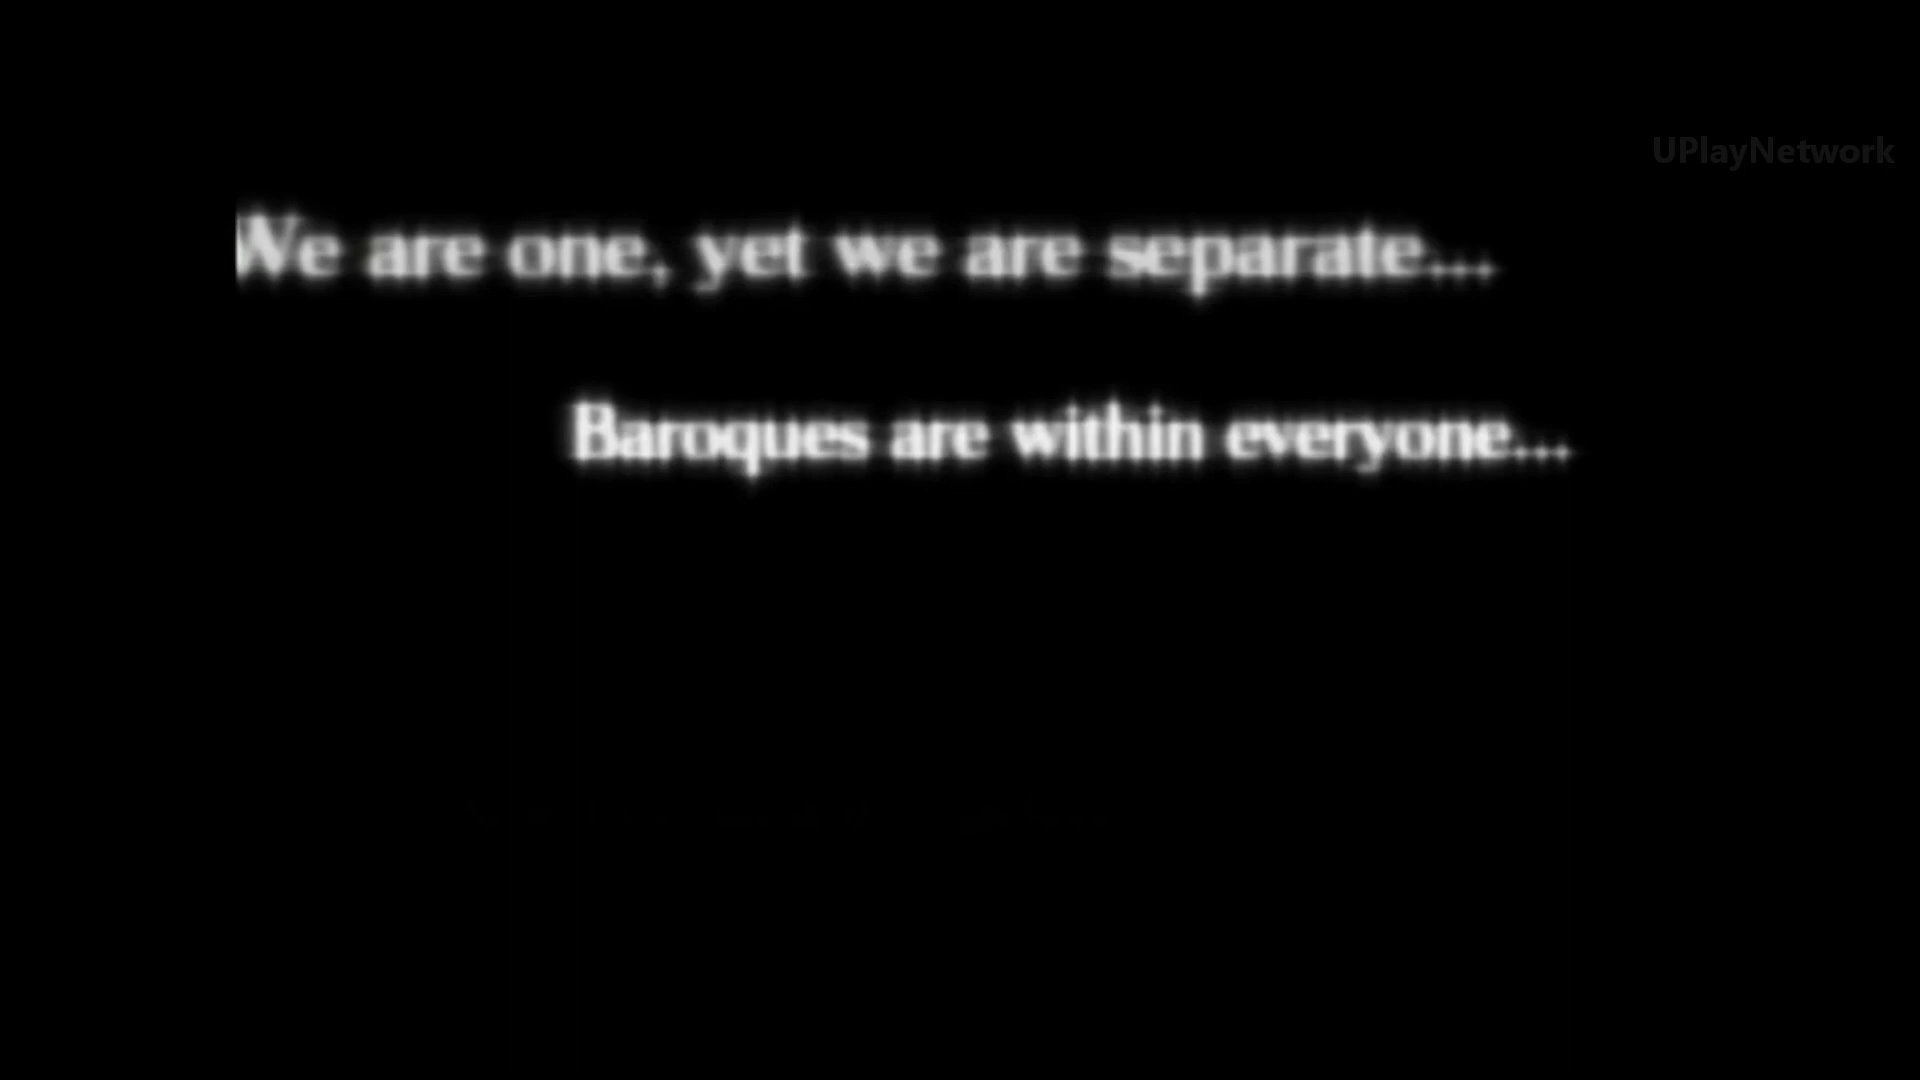 UPlayNetwork
We are one, yet we are separate...
Baroques are within everyone...